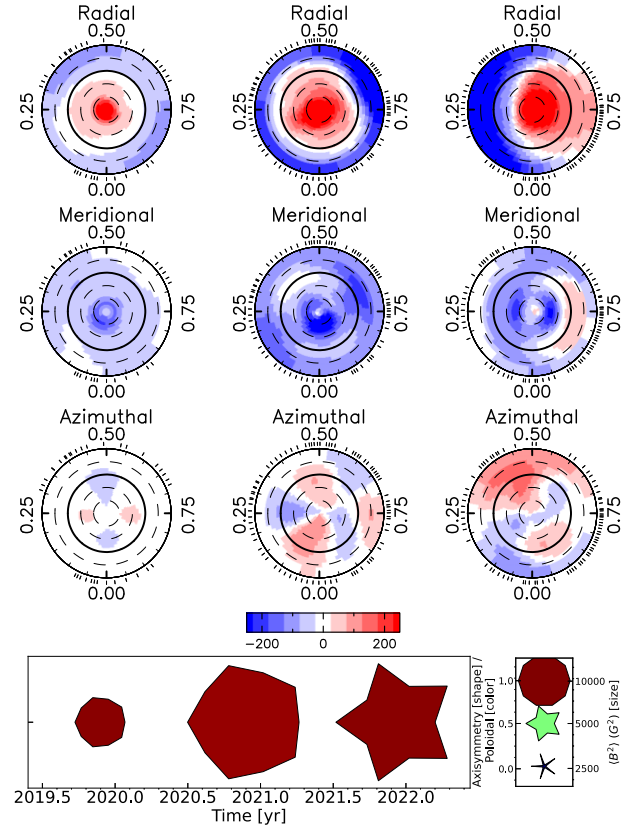 Radial Radial Radial
0.50 0.50 0.50
0.25 0.75 0.25 0.75 0.25 0.75
0.00 0.00 0.00
Meridional Meridional Meridional
0.50 0.50 0.50
0.25 0.75 0.25 0.75 0.25 0.75
0.00 0.00 0.00
Azimuthal Azimuthal Azimuthal
0.50 0.50 0.50
0.25 0.75 0.25 0.75 0.25 0.75
0.00 0.00 0.00
−200 0 200
2019.5 2020.0 2020.5 2021.0 2021.5 2022.0
Time [yr]
Axisymmetry [shape] /
Poloidal [color]
1.0
0.5
0.0
10000
5000
2500
⟨B²⟩ (G²) [size]